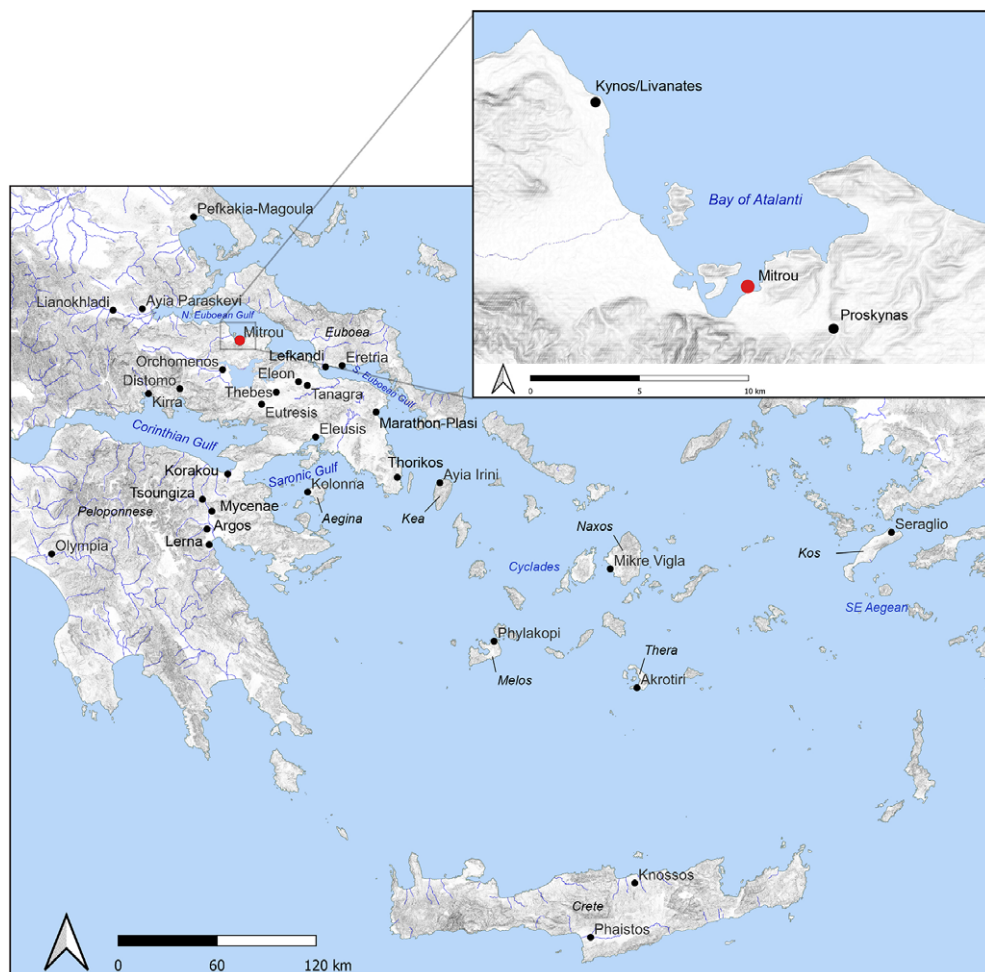 Kynos/Livanates
Bay of Atalanti
Mitrou
Proskynas
0 5 10 km
Pefkakia-Magoula
Lianokhladi
Ayia Paraskevi
N. Euboean Gulf
Mitrou
Euboea
Lefkandi
Eretria
Orchomenos
Eleon
S. Euboean Gulf
Distomo
Thebes
Tanagra
Kirra
Eutresis
Marathon-Plasi
Corinthian Gulf
Eleusis
Korakou
Saronic Gulf
Thorikos
Ayia Irini
Kolonna
Tsoungiza
Peloponnese
Mycenae
Aegina
Kea
Argos
Naxos
Seraglio
Olympia
Lerna
Kos
Cyclades
Mikre Vigla
SE Aegean
Phylakopi
Thera
Melos
Akrotiri
Knossos
Crete
Phaistos
0 60 120 km